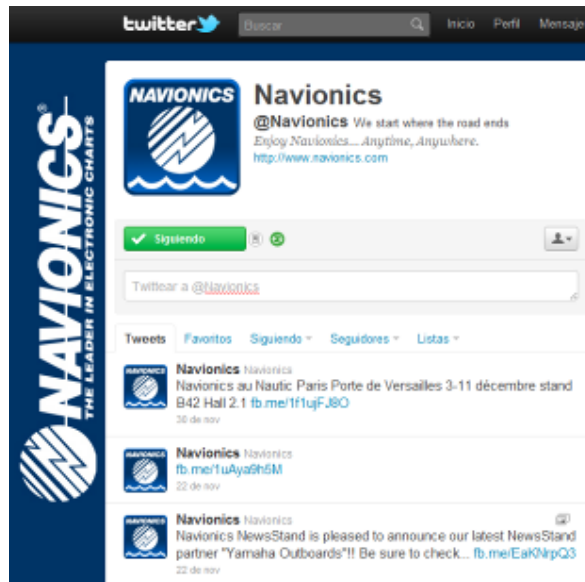 twitter Buscar Inicio Perfil Mensaje
NAVIONICS®
THE LEADER IN ELECTRONIC CHARTS
NAVIONICS
Navionics
@Navionics We start where the road ends
Enjoy Navionics... Anytime, Anywhere.
http://www.navionics.com
Siguiendo
Twittear a @Navionics
Tweets Favoritos Siguiendo Seguidores Listas
NAVIONICS
Navionics Navionics
Navionics au Nautic Paris Porte de Versailles 3-11 décembre stand
B42 Hall 2.1 fb.me/1f1ujFJ8O
30 de nov
NAVIONICS
Navionics Navionics
fb.me/1uAya9h5M
22 de nov
NAVIONICS
Navionics Navionics
Navionics NewsStand is pleased to announce our latest NewsStand
partner "Yamaha Outboards"!! Be sure to check... fb.me/EaKNrpQ3
22 de nov